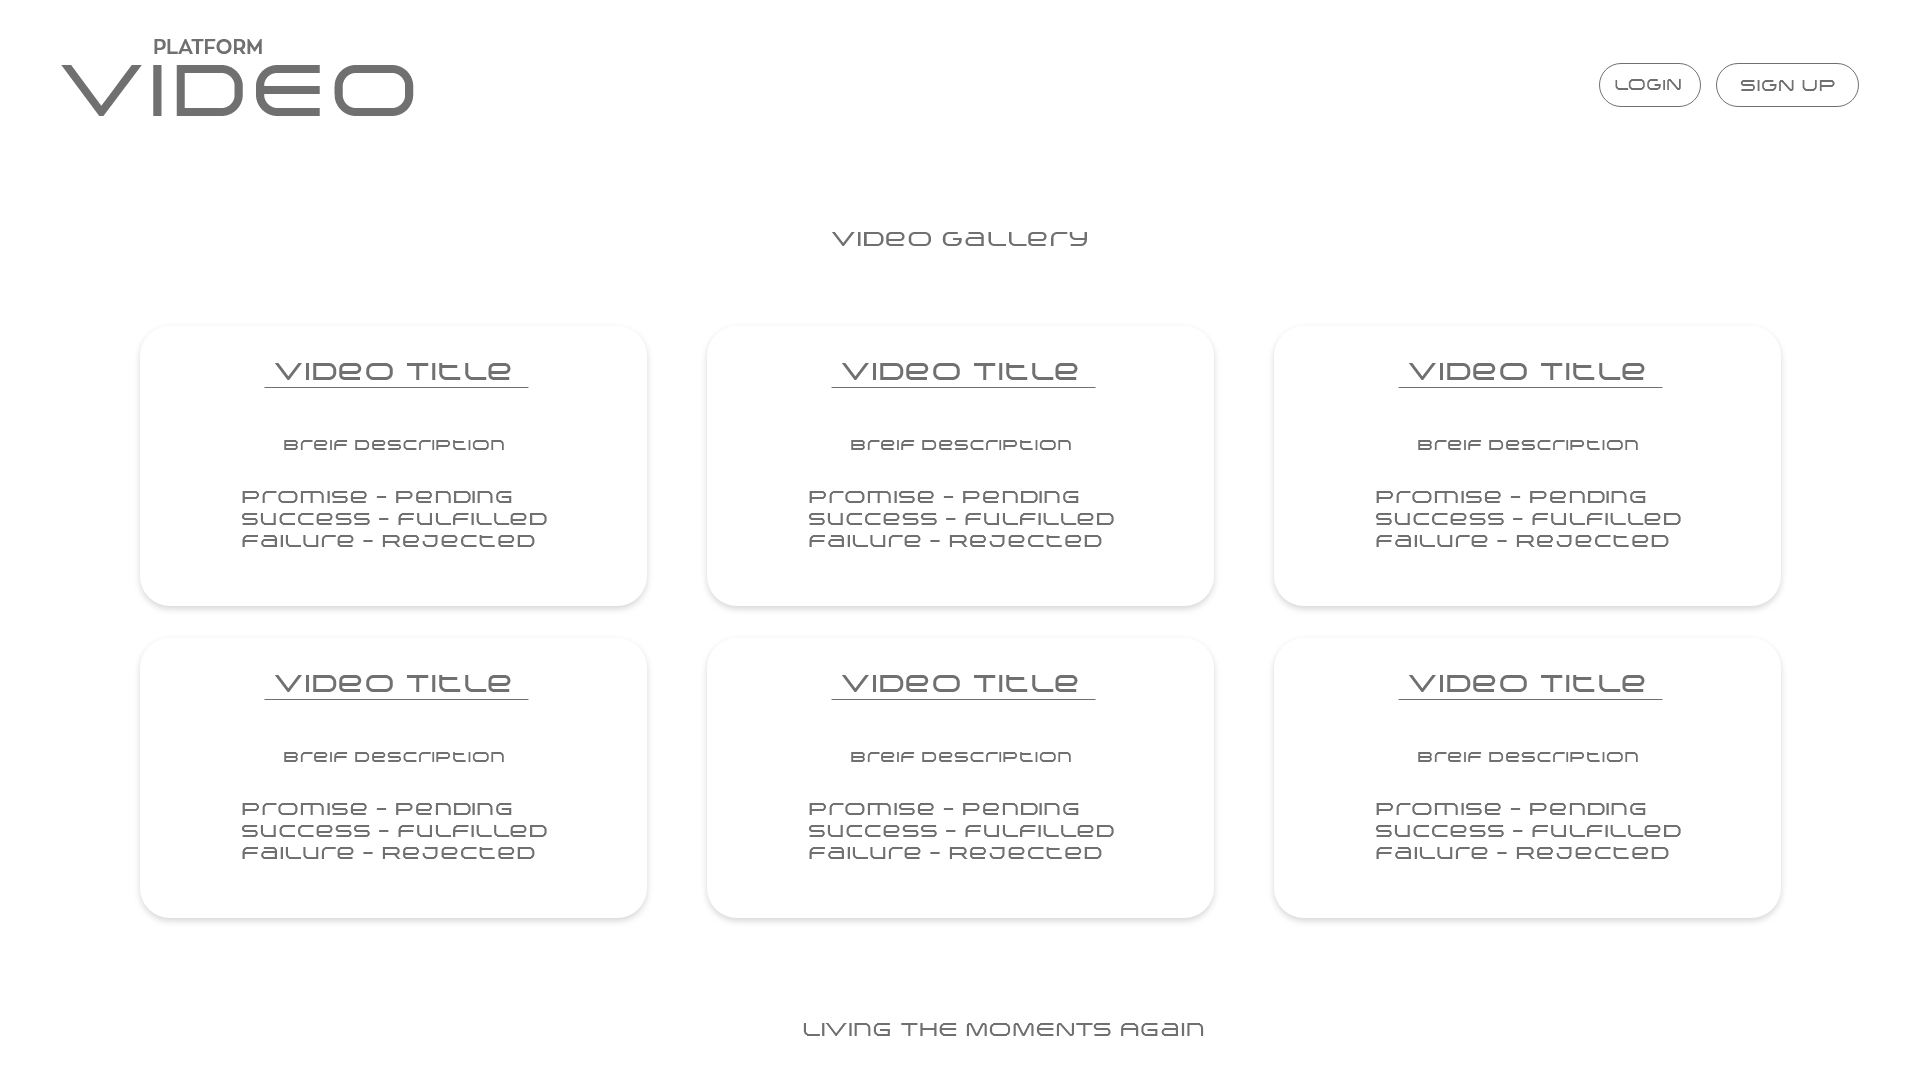 PLATFORM
VIDEO
LOGIN
SIGN UP
Video Gallery
Video Title
Breif Description
Promise - Pending
Success - Fulfilled
Failure - Rejected
Video Title
Breif Description
Promise - Pending
Success - Fulfilled
Failure - Rejected
Video Title
Breif Description
Promise - Pending
Success - Fulfilled
Failure - Rejected
Video Title
Breif Description
Promise - Pending
Success - Fulfilled
Failure - Rejected
Video Title
Breif Description
Promise - Pending
Success - Fulfilled
Failure - Rejected
Video Title
Breif Description
Promise - Pending
Success - Fulfilled
Failure - Rejected
LIVING THE MOMENTS AGain